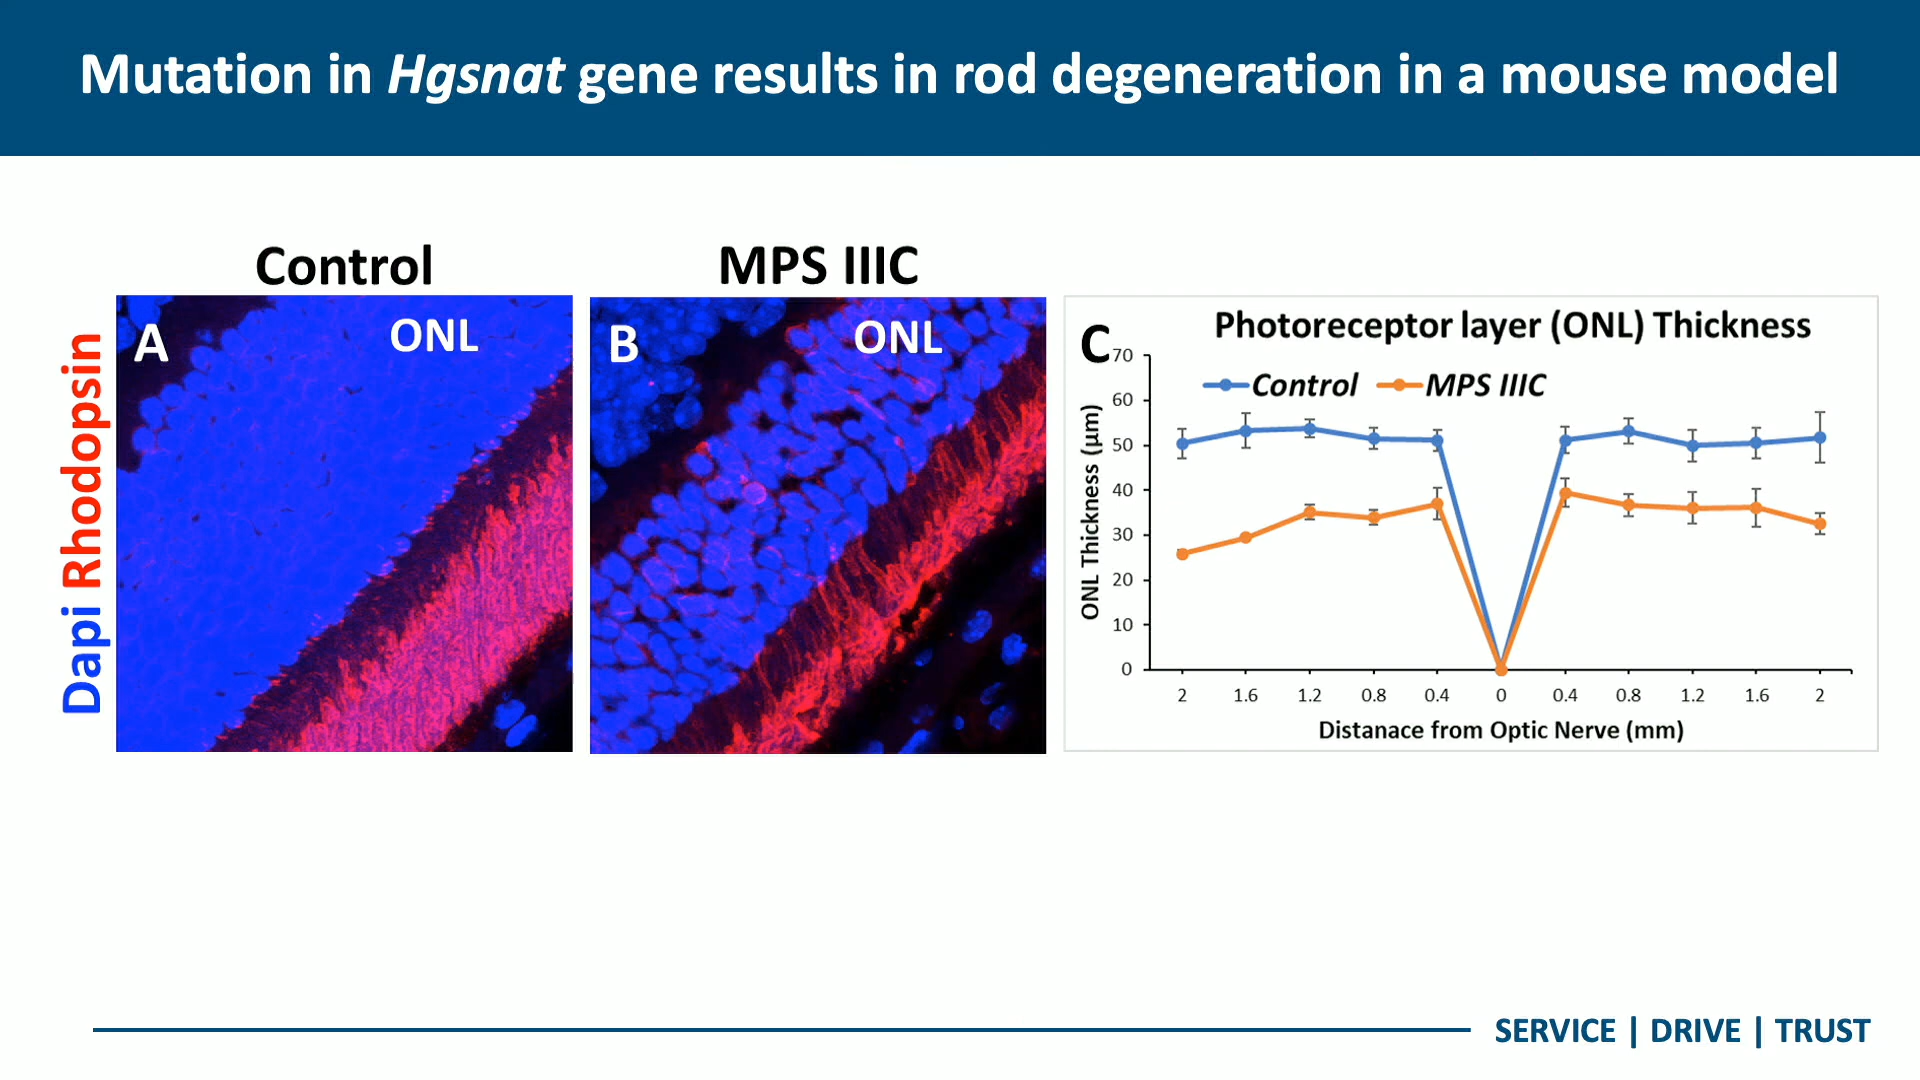 Mutation in Hgsnat gene results in rod degeneration in a mouse model
Control
MPS IIIC
Dapi Rhodopsin
A
ONL
B
ONL
C
Photoreceptor layer (ONL) Thickness
Control
MPS IIIC
ONL Thickness (µm)
70
60
50
40
30
20
10
0
2 1.6 1.2 0.8 0.4 0 0.4 0.8 1.2 1.6 2
Distanace from Optic Nerve (mm)
SERVICE | DRIVE | TRUST